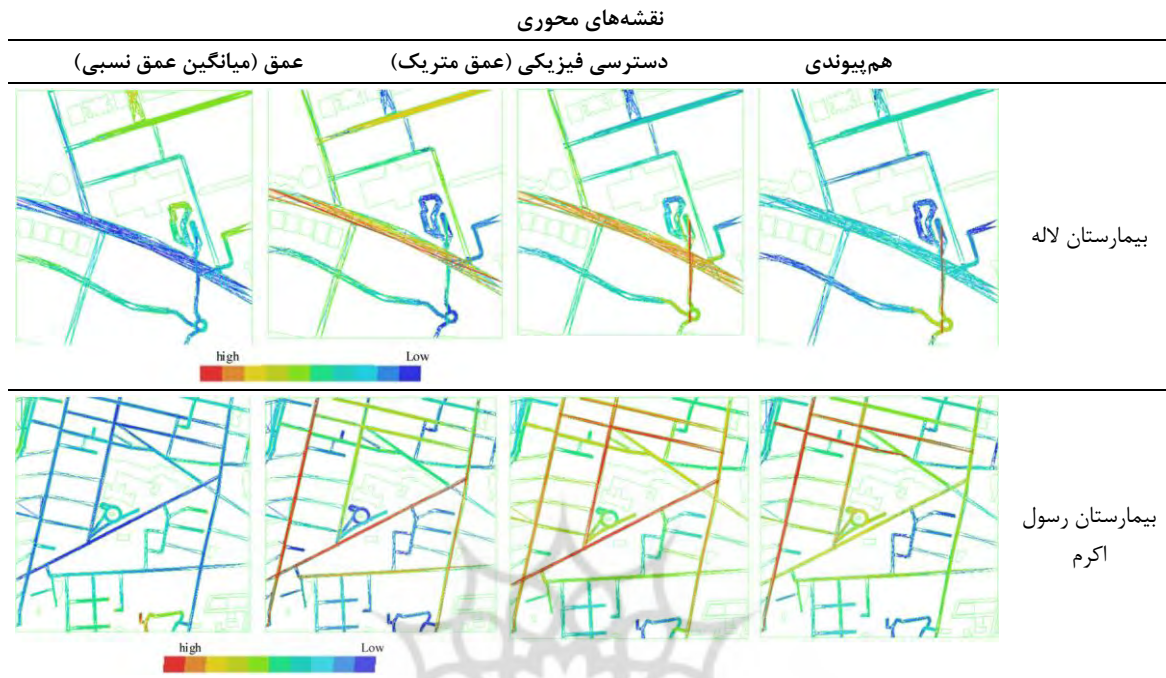 نقشه‌های محوری
هم‌پیوندی
دسترسی فیزیکی (عمق متریک)
عمق (میانگین عمق نسبی)
بیمارستان لاله
high
Low
بیمارستان رسول
اکرم
high
Low